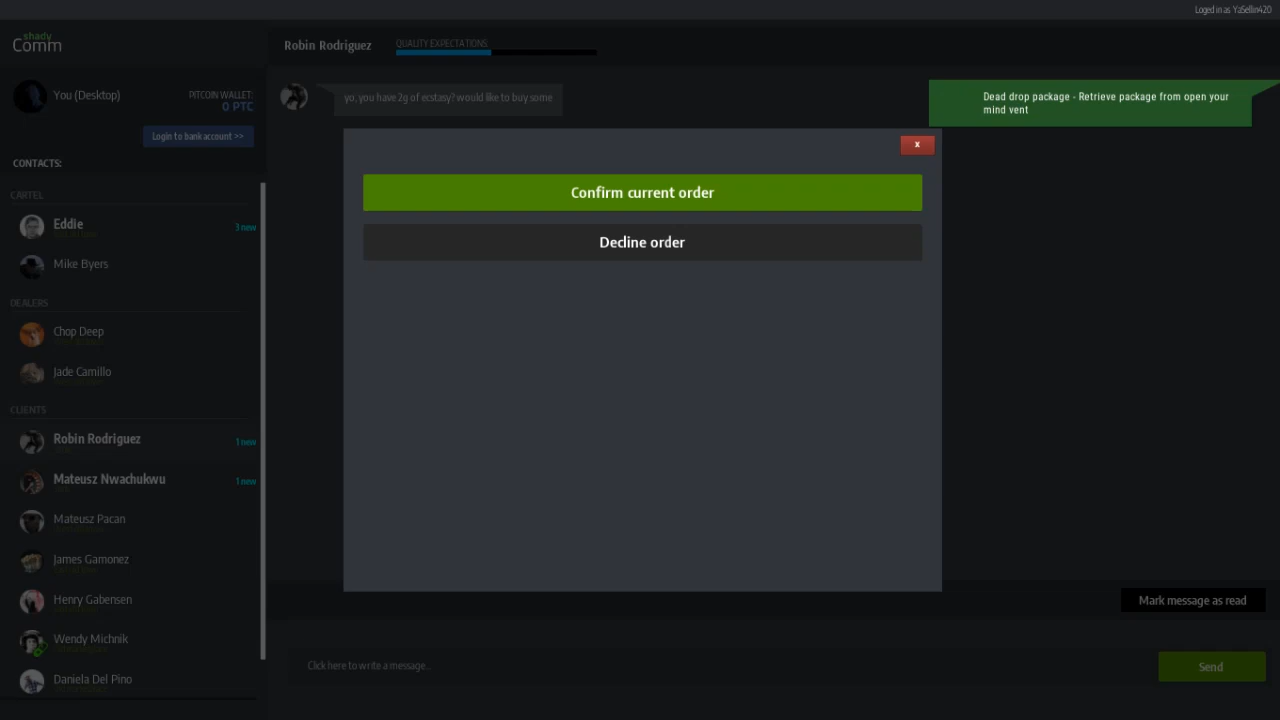 Loged in as YaSellin420
shady
Comm
You (Desktop)
PITCOIN WALLET:
0 PTC
Login to bank account >>
CONTACTS:
CARTEL
Eddie
3 new
Mike Byers
DEALERS
Chop Deep
Jade Camillo
CLIENTS
Robin Rodriguez
1 new
Mateusz Nwachukwu
1 new
Mateusz Pacan
James Gamonez
Henry Gabensen
Wendy Michnik
Daniela Del Pino
Robin Rodriguez
QUALITY EXPECTATIONS:
yo, you have 2g of ecstasy? would like to buy some
Dead drop package - Retrieve package from open your
mind vent
x
Confirm current order
Decline order
Mark message as read
Click here to write a message...
Send